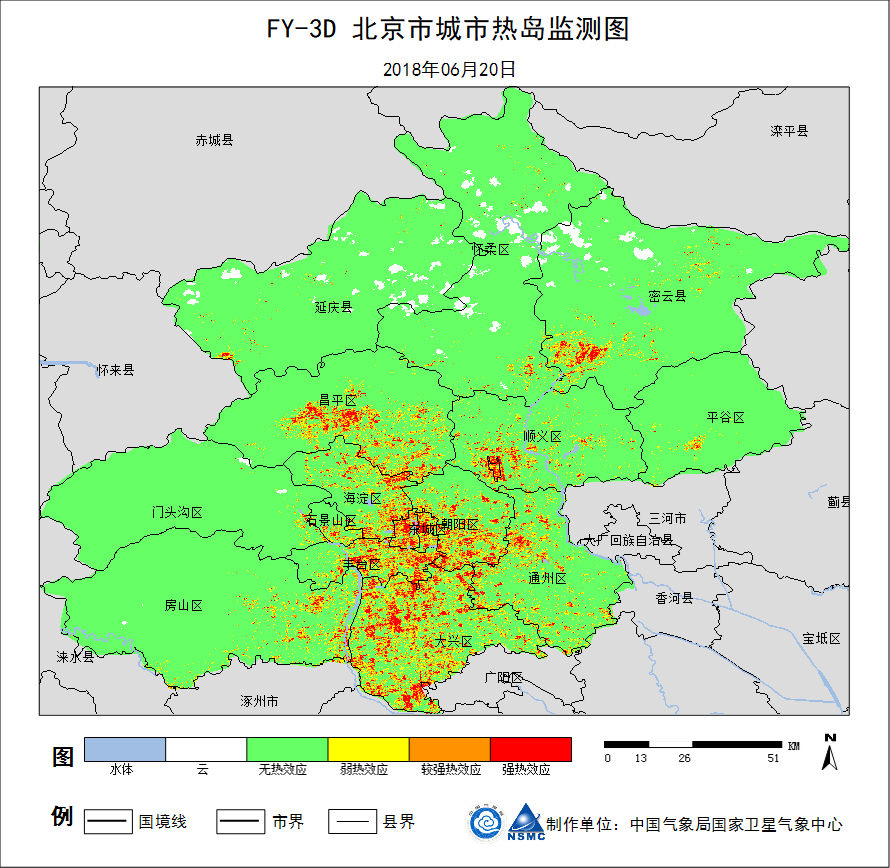 FY-3D 北京市城市热岛监测图
2018年06月20日
滦平县
赤城县
怀柔区
密云县
延庆县
怀来县
昌平区
平谷区
顺义区
海淀区
蓟县
门头沟区
石景山区
三河市
朝阳区
东城区
大厂回族自治县
丰台区
通州区
香河县
房山区
宝坻区
大兴区
涞水县
广阳区
涿州市
图
例
水体 云 无热效应 弱热效应 较强热效应 强热效应
0 13 26 51 KM
N
国境线 市界 县界
NSMC
制作单位：中国气象局国家卫星气象中心